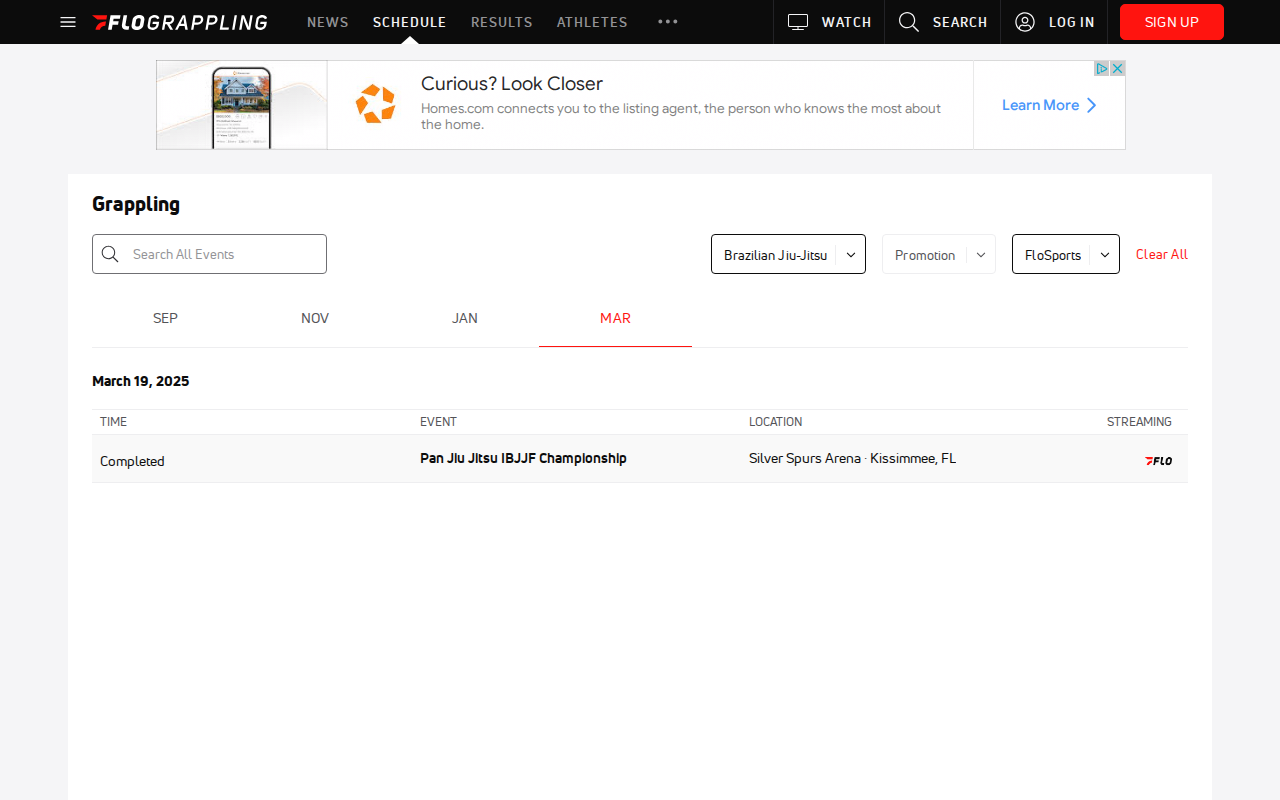 FLOGRAPPLING NEWS SCHEDULE RESULTS ATHLETES WATCH SEARCH LOG IN SIGN UP
Curious? Look Closer
Homes.com connects you to the listing agent, the person who knows the most about
the home.
Learn More
Grappling
Search All Events
Brazilian Jiu-Jitsu
Promotion
FloSports
Clear All
SEP NOV JAN MAR
March 19, 2025
TIME EVENT LOCATION STREAMING
Completed Pan Jiu Jitsu IBJJF Championship Silver Spurs Arena · Kissimmee, FL FLO